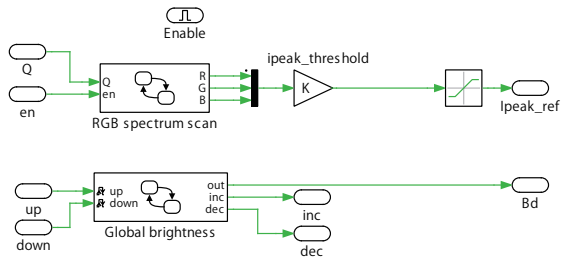 Enable
ipeak_threshold
Q
Q
en
R
G
B
K
en
RGB spectrum scan
Ipeak_ref
up
down
out
inc
dec
up
Global brightness
inc
Bd
down
dec